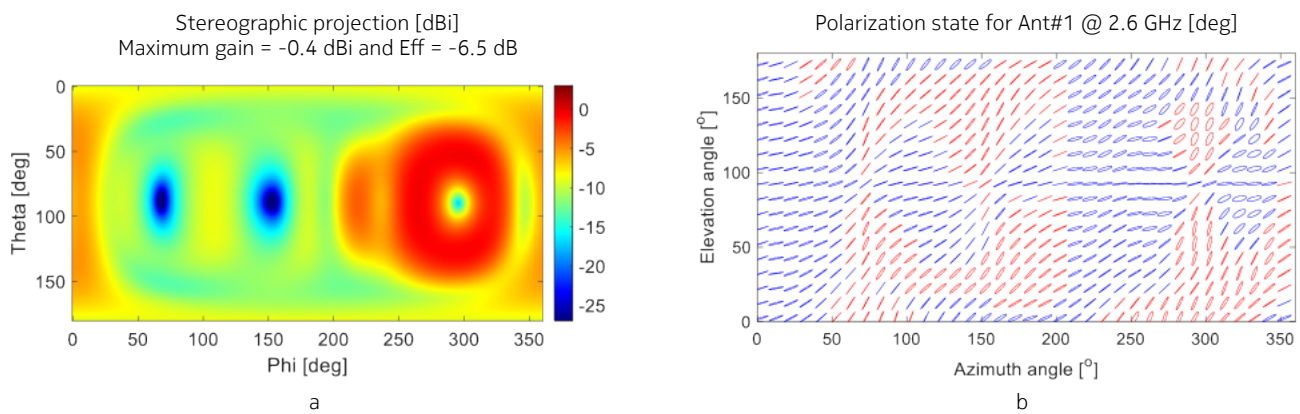 Stereographic projection [dBi]
Maximum gain = -0.4 dBi and Eff = -6.5 dB
0
50
100
150
Theta [deg]
0 50 100 150 200 250 300 350
Phi [deg]
0
-5
-10
-15
-20
-25
a
Polarization state for Ant#1 @ 2.6 GHz [deg]
150
100
50
0
Elevation angle [°]
0 50 100 150 200 250 300 350
Azimuth angle [°]
b